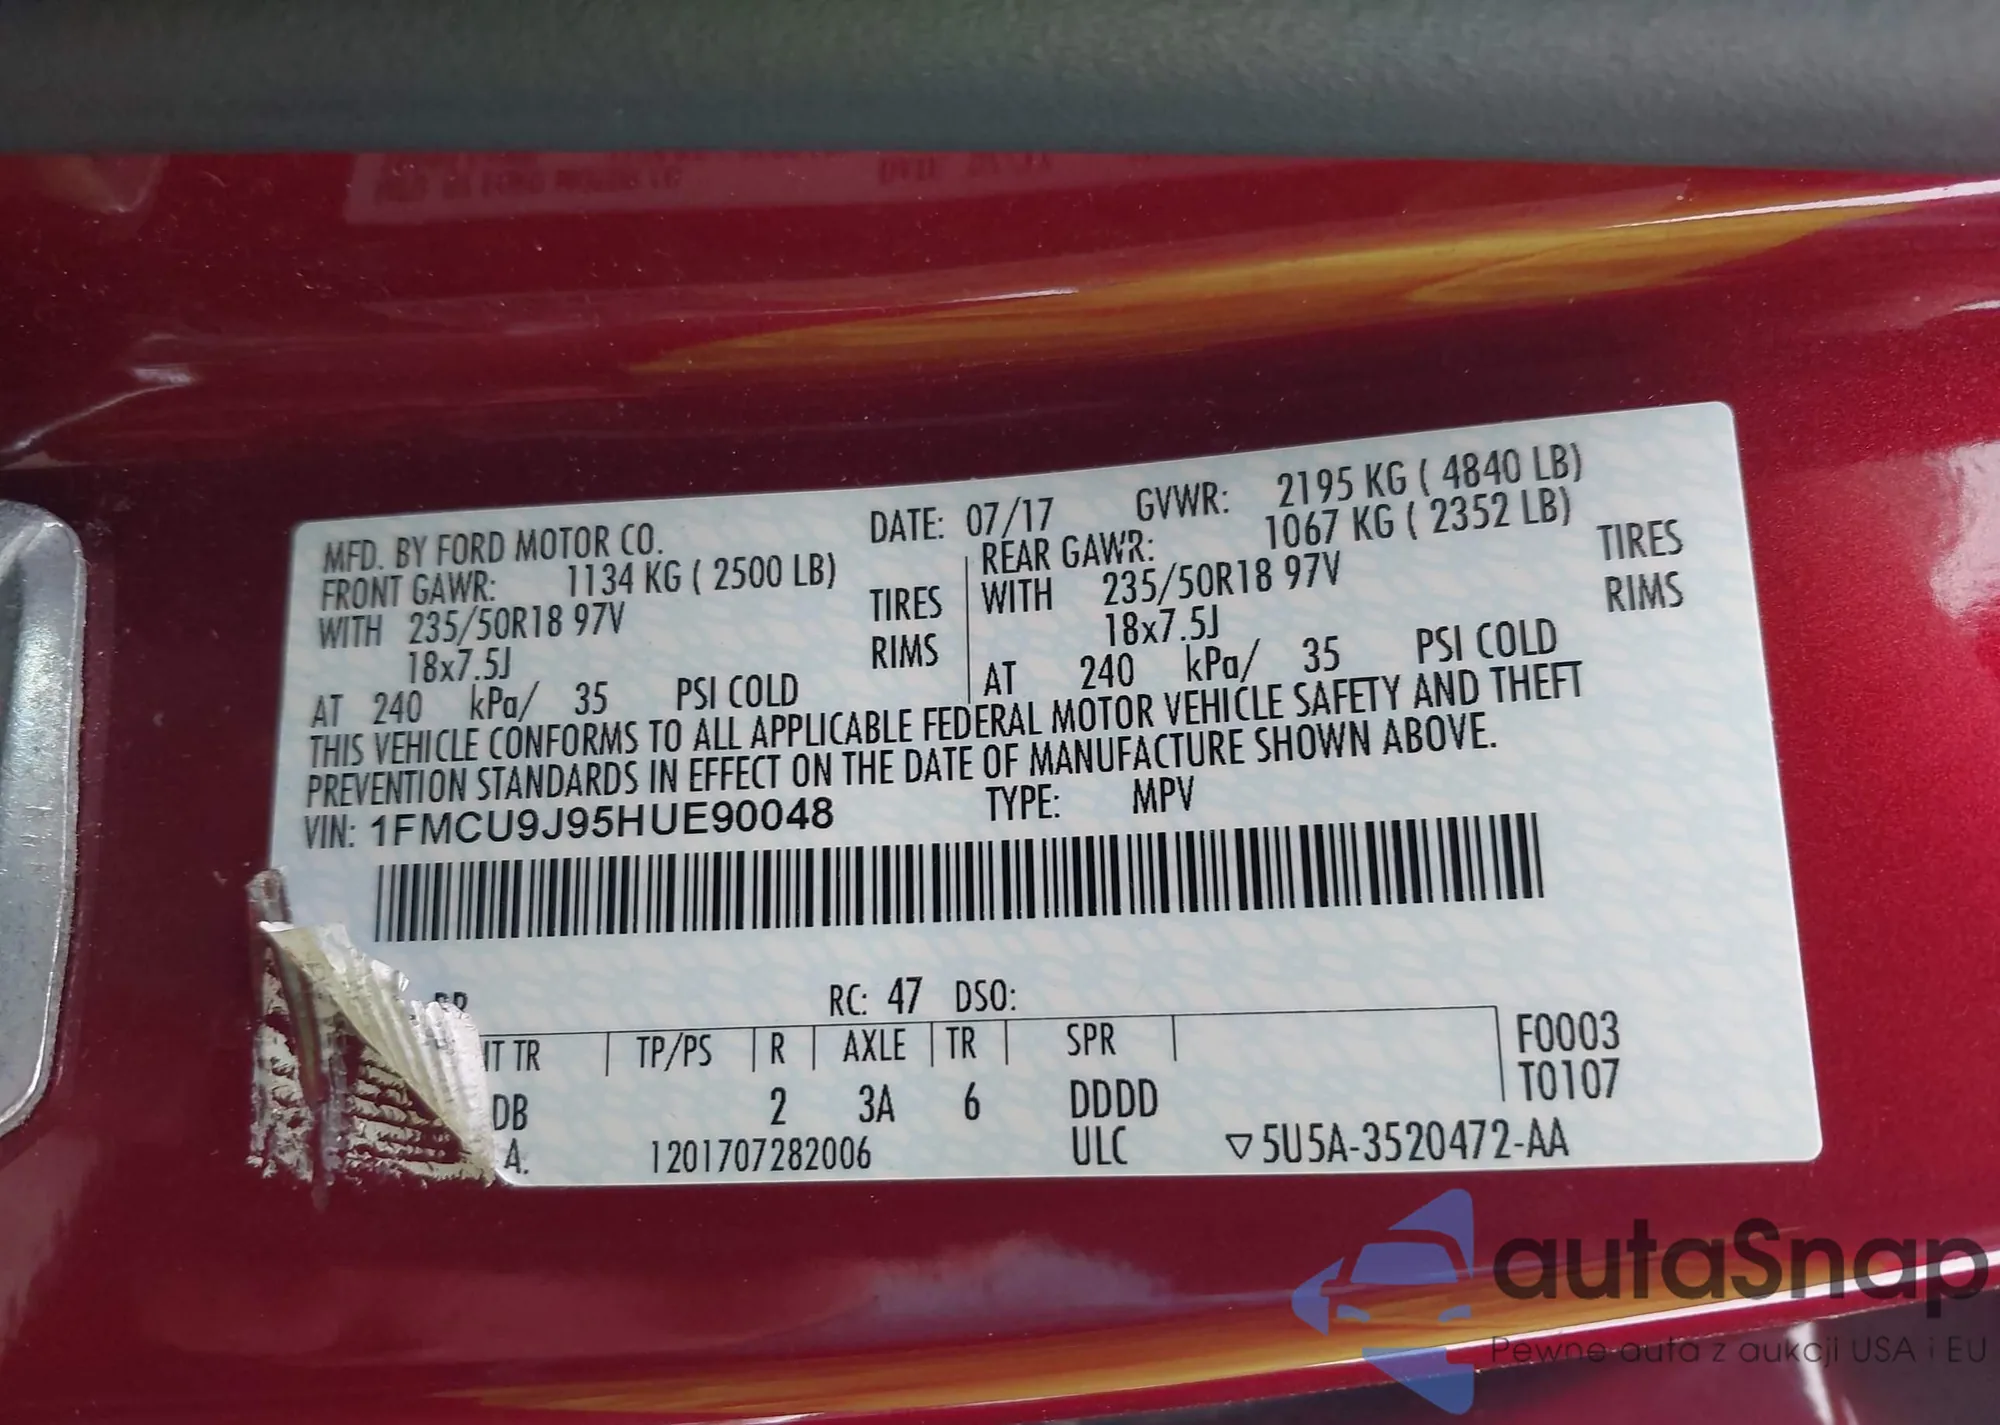 MFD. BY FORD MOTOR CO. DATE: 07/17 GVWR: 2195 KG ( 4840 LB)
FRONT GAWR: 1134 KG ( 2500 LB) REAR GAWR: 1067 KG ( 2352 LB)
WITH 235/50R18 97V TIRES WITH 235/50R18 97V TIRES
18x7.5J RIMS 18x7.5J RIMS
AT 240 kPa/ 35 PSI COLD AT 240 kPa/ 35 PSI COLD
THIS VEHICLE CONFORMS TO ALL APPLICABLE FEDERAL MOTOR VEHICLE SAFETY AND THEFT
PREVENTION STANDARDS IN EFFECT ON THE DATE OF MANUFACTURE SHOWN ABOVE.
VIN: 1FMCU9J95HUE90048 TYPE: MPV
RC: 47 DSO:
IT TR TP/PS R AXLE TR SPR F0003
DB 2 3A 6 DDDD T0107
A. 1201707282006 ULC ▽5U5A-3520472-AA
autaSnap
Pewne auta z aukcji USA i EU